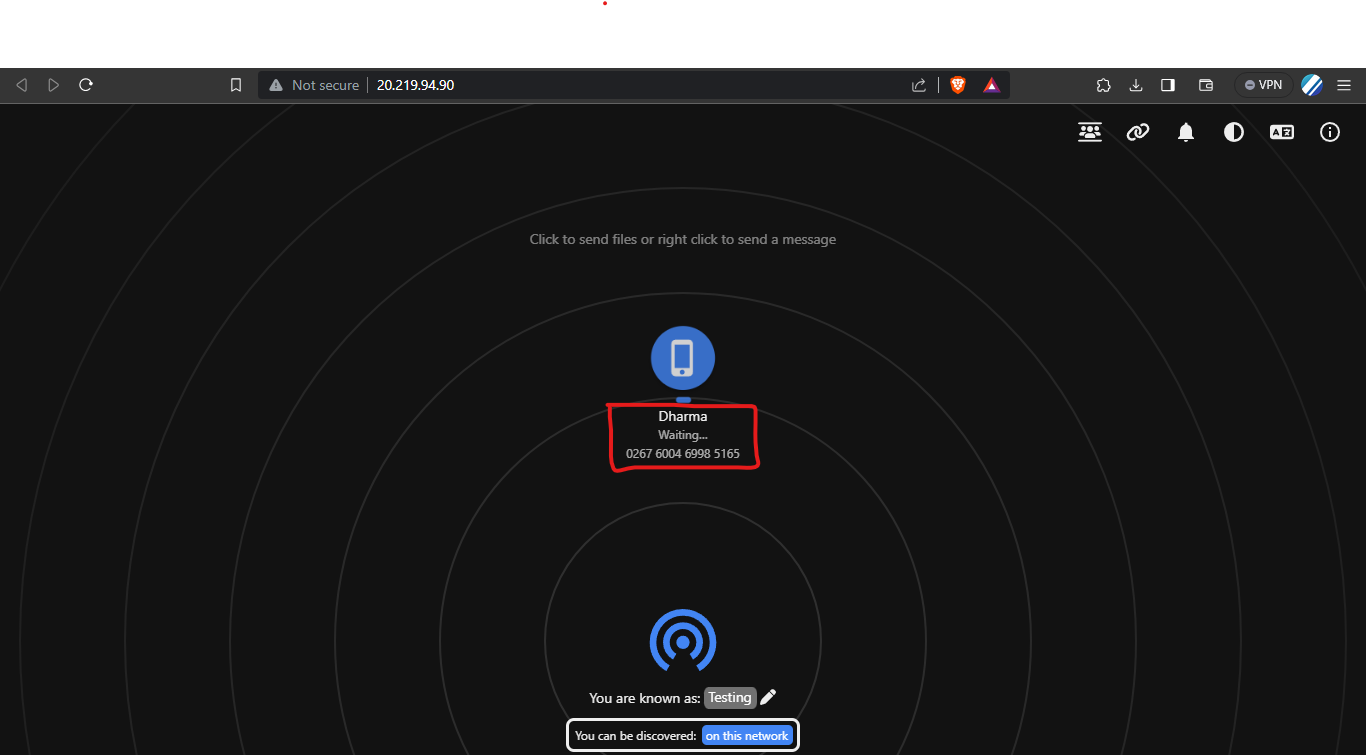 Not secure 20.219.94.90 VPN
Click to send files or right click to send a message
Dharma
Waiting...
0267 6004 6998 5165
You are known as: Testing
You can be discovered: on this network